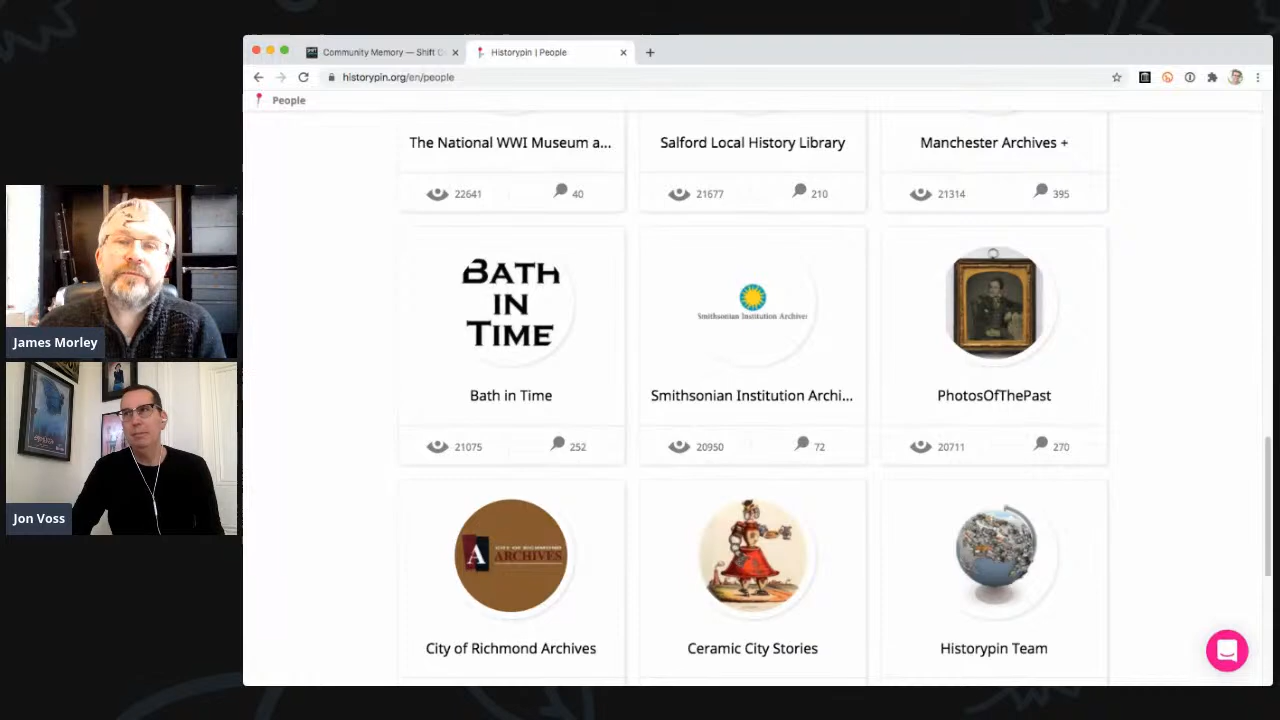 Community Memory — Shift C
Historypin | People
historypin.org/en/people
People
The National WWI Museum a...
Salford Local History Library
Manchester Archives +
22641
40
21677
210
21314
395
BATH
IN
TIME
Smithsonian Institution Archives
Bath in Time
Smithsonian Institution Archi...
PhotosOfThePast
21075
252
20950
72
20711
270
A
ARCHIVES
City of Richmond Archives
Ceramic City Stories
Historypin Team
James Morley
Jon Voss